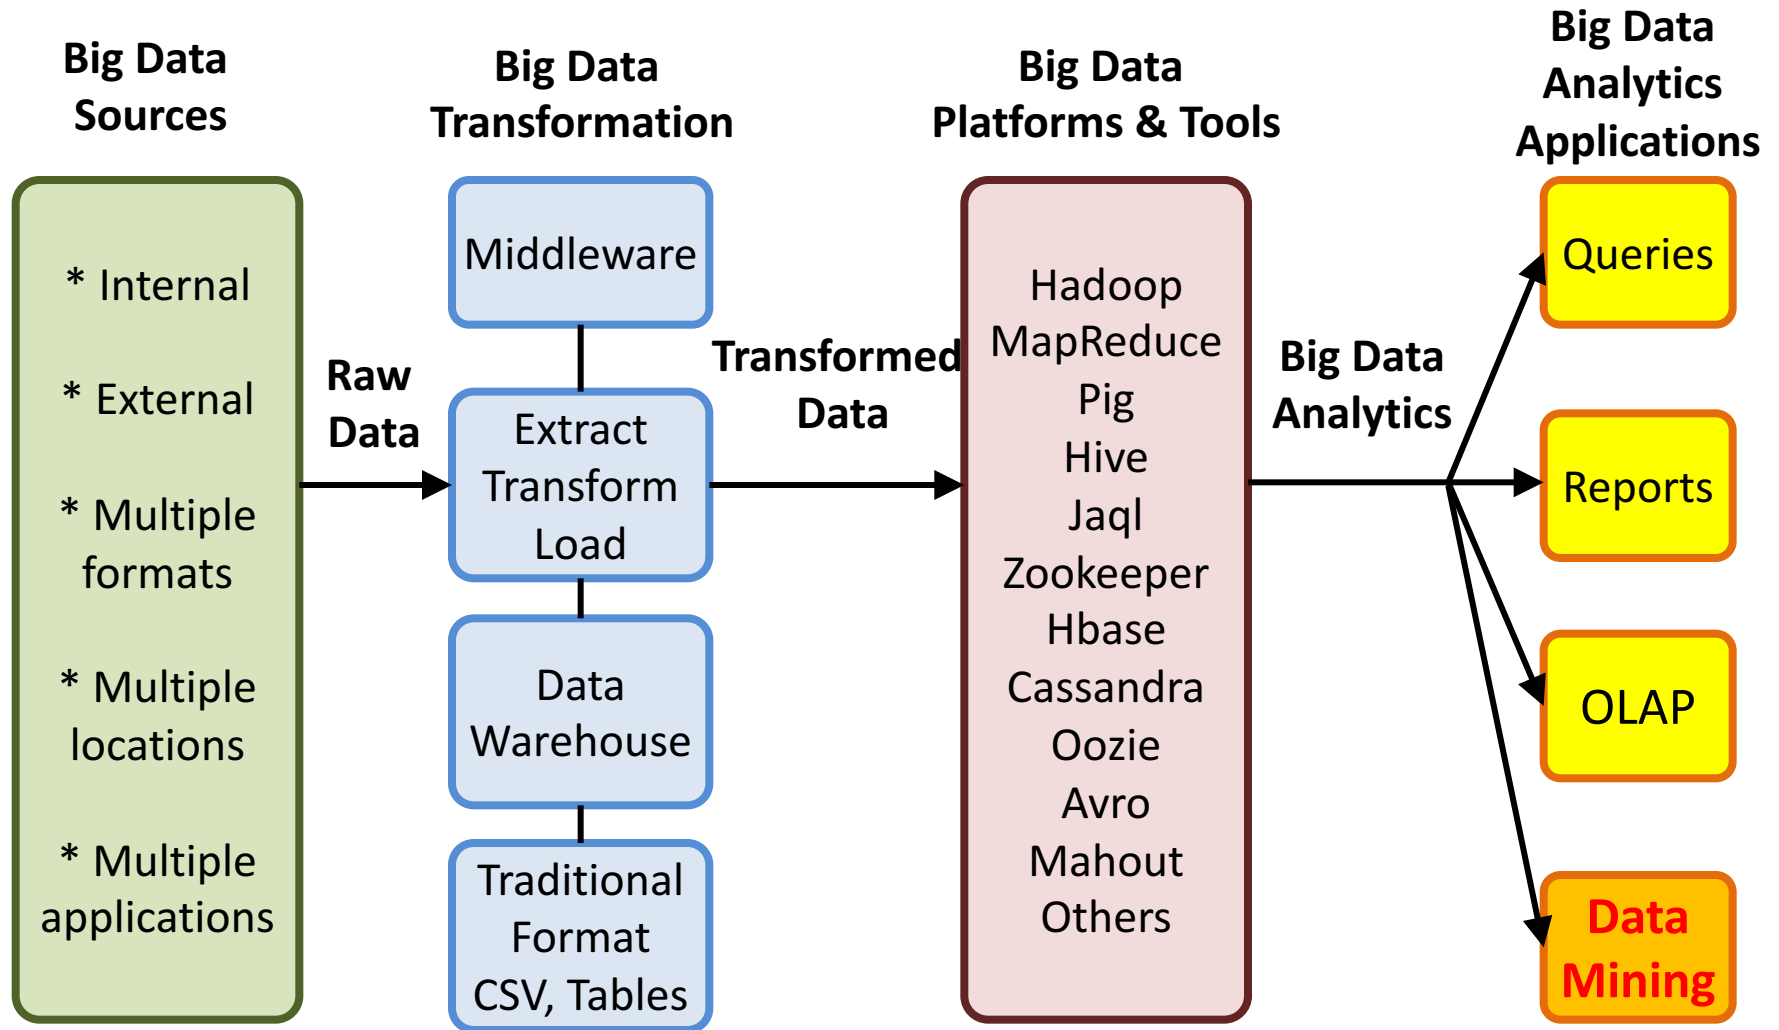 Big Data
Sources
* Internal
* External
* Multiple
formats
* Multiple
locations
* Multiple
applications
Raw
Data
Big Data
Transformation
Middleware
Extract
Transform
Load
Data
Warehouse
Traditional
Format
CSV, Tables
Transformed
Data
Big Data
Platforms & Tools
Hadoop
MapReduce
Pig
Hive
Jaql
Zookeeper
Hbase
Cassandra
Oozie
Avro
Mahout
Others
Big Data
Analytics
Big Data
Analytics
Applications
Queries
Reports
OLAP
Data
Mining